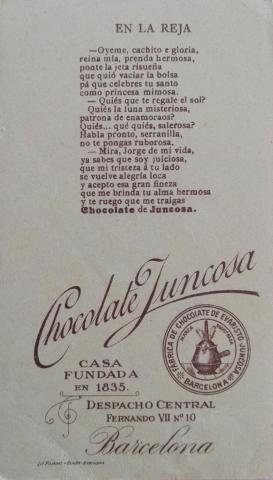 EN LA REJA
—Oyeme, cachito e gloria,
reina mía, prenda hermosa,
ponte la jeta risueña
que quió vaciar la bolsa
pá que celebres tu santo
como princesa mimosa.
— Quiés que te regale el sol?
Quiés la luna misteriosa,
patrona de enamoraos?
Quiés... qué quiés, salerosa?
Habla pronto, serranilla,
no te pongas ruborosa.
— Mira, Jorge de mi vida,
ya sabes que soy juiciosa,
que mi tristeza á tu lado
se vuelve alegría loca
y acepto esa gran fineza
que me brinda tu alma hermosa
y te ruego que me traigas
Chocolate de Juncosa.
Chocolate Juncosa
FÁBRICA DE CHOCOLATE DE EVARISTO JUNCOSA
MARCA REGISTRADA
BARCELONA
CASA
FUNDADA
EN 1835.
DESPACHO CENTRAL
FERNANDO VII Nº 10
Barcelona